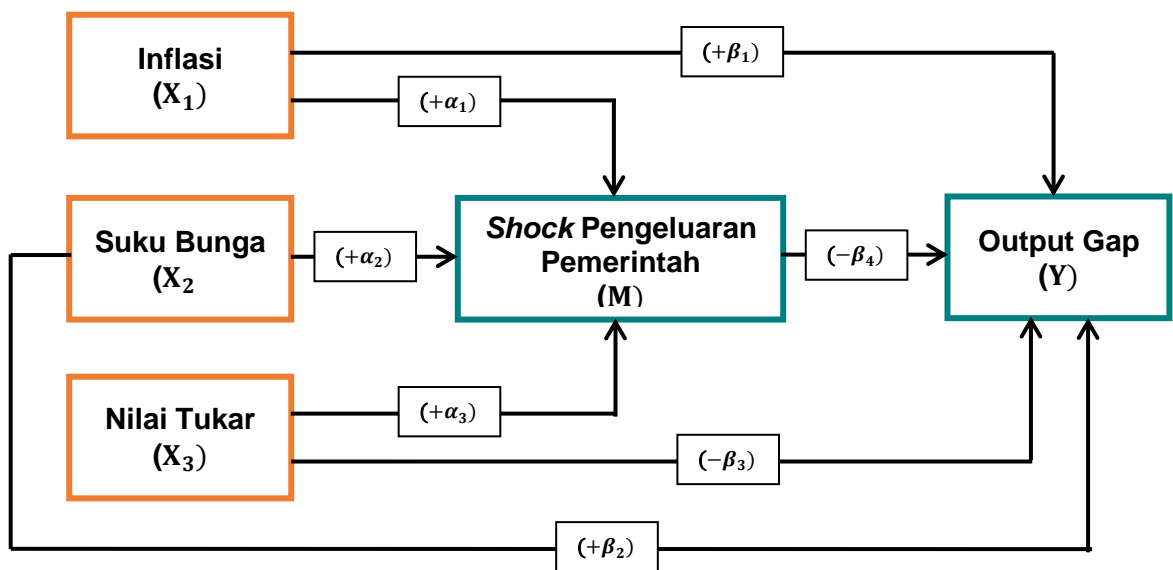 Inflasi
(X₁)
(+β₁)
(+α₁)
Suku Bunga
(X₂
(+α₂)
Shock Pengeluaran
Pemerintah
(M)
(−β₄)
Output Gap
(Y)
Nilai Tukar
(X₃)
(+α₃)
(−β₃)
(+β₂)